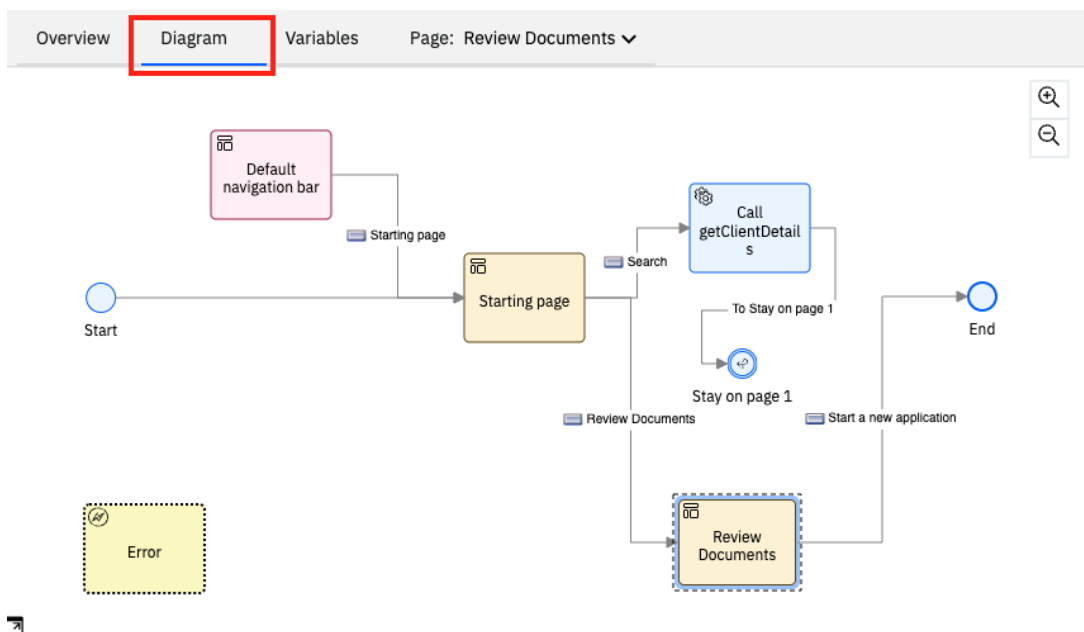 Overview
Diagram
Variables
Page: Review Documents
Default
navigation bar
Starting page
Call
getClientDetail
s
Search
Starting page
To Stay on page 1
Start
End
Stay on page 1
Review Documents
Start a new application
Error
Review
Documents